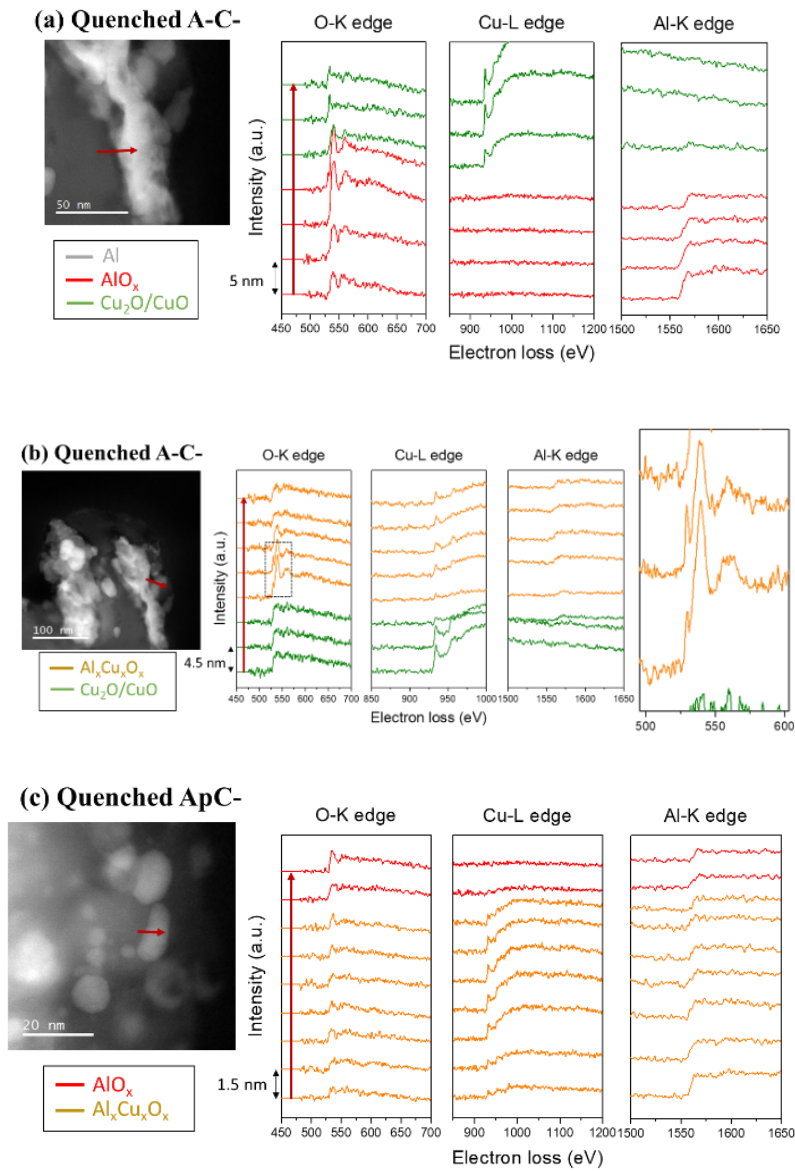 (a) Quenched A-C-
O-K edge Cu-L edge Al-K edge
50 nm
Intensity (a.u.)
Al
AlOx
Cu2O/CuO
5 nm
450 500 550 600 650 700 900 1000 1100 1200 1500 1550 1600 1650
Electron loss (eV)
(b) Quenched A-C-
O-K edge Cu-L edge Al-K edge
Intensity (a.u.)
100 nm
4.5 nm
AlxCuxOx
Cu2O/CuO
450 500 550 600 650 700 850 900 950 1000 1500 1550 1600 1650
500 550 600
Electron loss (eV)
(c) Quenched ApC-
O-K edge Cu-L edge Al-K edge
Intensity (a.u.)
20 nm
1.5 nm
AlOx
AlxCuxOx
450 500 550 600 650 700 900 1000 1100 1200 1500 1550 1600 1650
Electron loss (eV)